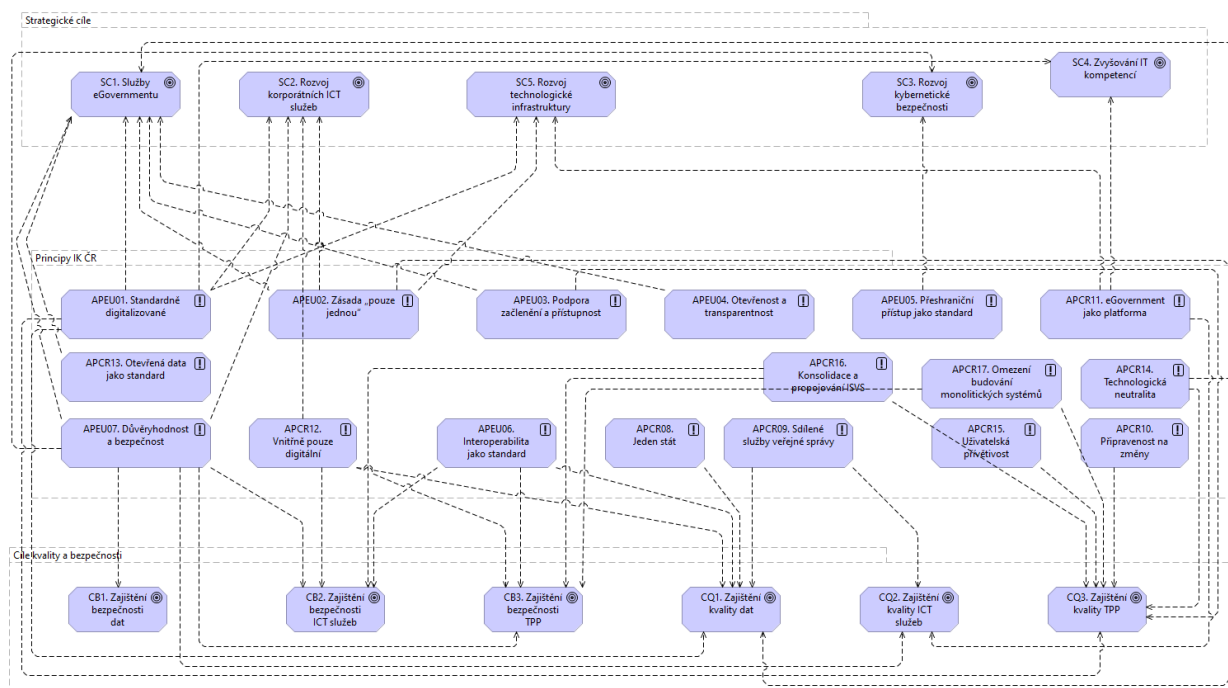 Strategické cíle
SC1. Služby
eGovernmentu
SC2. Rozvoj
korporátních ICT
služeb
SC5. Rozvoj
technologické
infrastruktury
SC3. Rozvoj
kybernetické
bezpečnosti
SC4. Zvyšování IT
kompetencí
Principy IK ČR
APEU01. Standardně
digitalizované
APEU02. Zásada „pouze
jednou“
APEU03. Podpora
začlenění a přístupnost
APEU04. Otevřenost a
transparentnost
APEU05. Přeshraniční
přístup jako standard
APCR11. eGovernment
jako platforma
APCR13. Otevřená data
jako standard
APCR16.
Konsolidace a
propojování ISVS
APCR17. Omezení
budování
monolitických systémů
APCR14.
Technologická
neutralita
APEU07. Důvěryhodnost
a bezpečnost
APCR12.
Vnitřně pouze
digitální
APEU06.
Interoperabilita
jako standard
APCR08.
Jeden stát
APCR09. Sdílené
služby veřejné správy
APCR15.
Uživatelská
přívětivost
APCR10.
Připravenost na
změny
Cíle kvality a bezpečnosti
CB1. Zajištění
bezpečnosti
dat
CB2. Zajištění
bezpečnosti
ICT služeb
CB3. Zajištění
bezpečnosti
TPP
CQ1. Zajištění
kvality dat
CQ2. Zajištění
kvality ICT
služeb
CQ3. Zajištění
kvality TPP